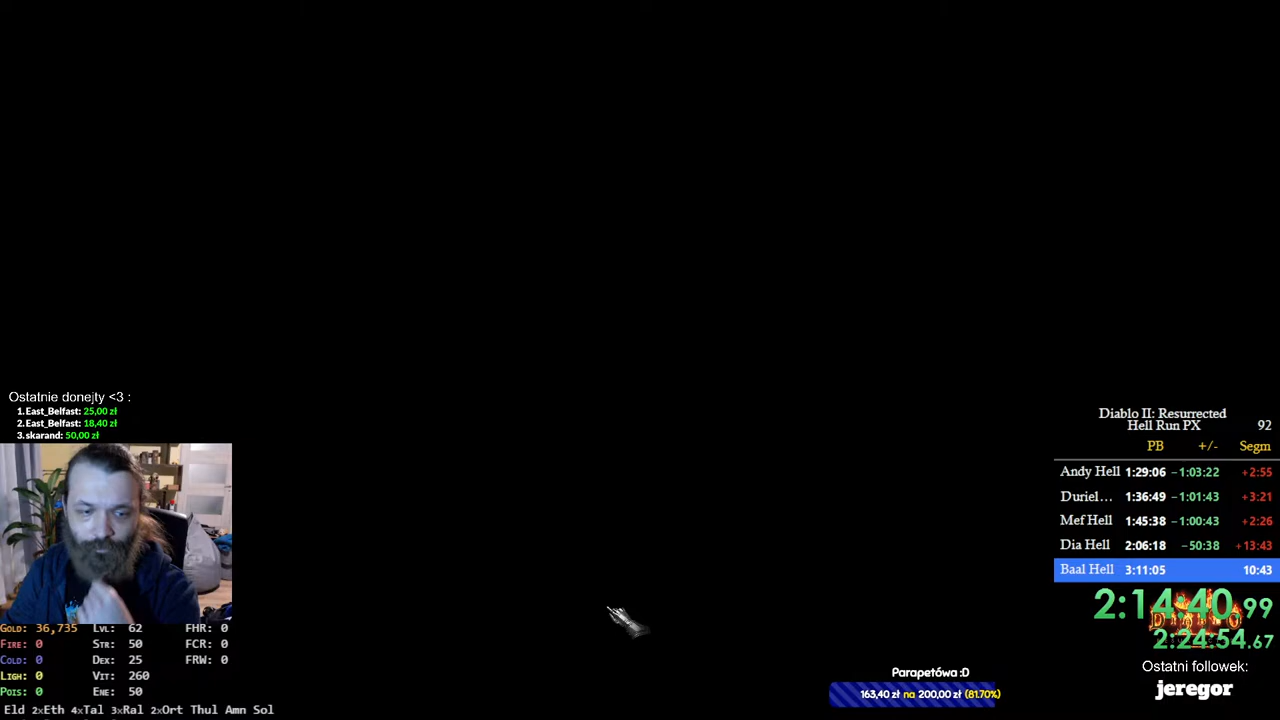 Ostatnie donejty <3 :
1. East_Belfast: 25,00 zł
2. East_Belfast: 18,40 zł
3. skarand: 50,00 zł
Gold: 36,735 Lvl: 62 FHR: 0
Fire: 0 Str: 50 FCR: 0
Cold: 0 Dex: 25 FRW: 0
Ligh: 0 Vit: 260
Pois: 0 Ene: 50
Eld 2xEth 4xTal 3xRal 2xOrt Thul Amn Sol
Parapetówa :D
163,40 zł na 200,00 zł (81.70%)
Diablo II: Resurrected
Hell Run PX 92
PB +/- Segm
Andy Hell 1:29:06 −1:03:22 +2:55
Duriel... 1:36:49 −1:01:43 +3:21
Mef Hell 1:45:38 −1:00:43 +2:26
Dia Hell 2:06:18 −50:38 +13:43
Baal Hell 3:11:05 10:43
2:14:40.99
2:24:54.67
Ostatni followek:
jeregor